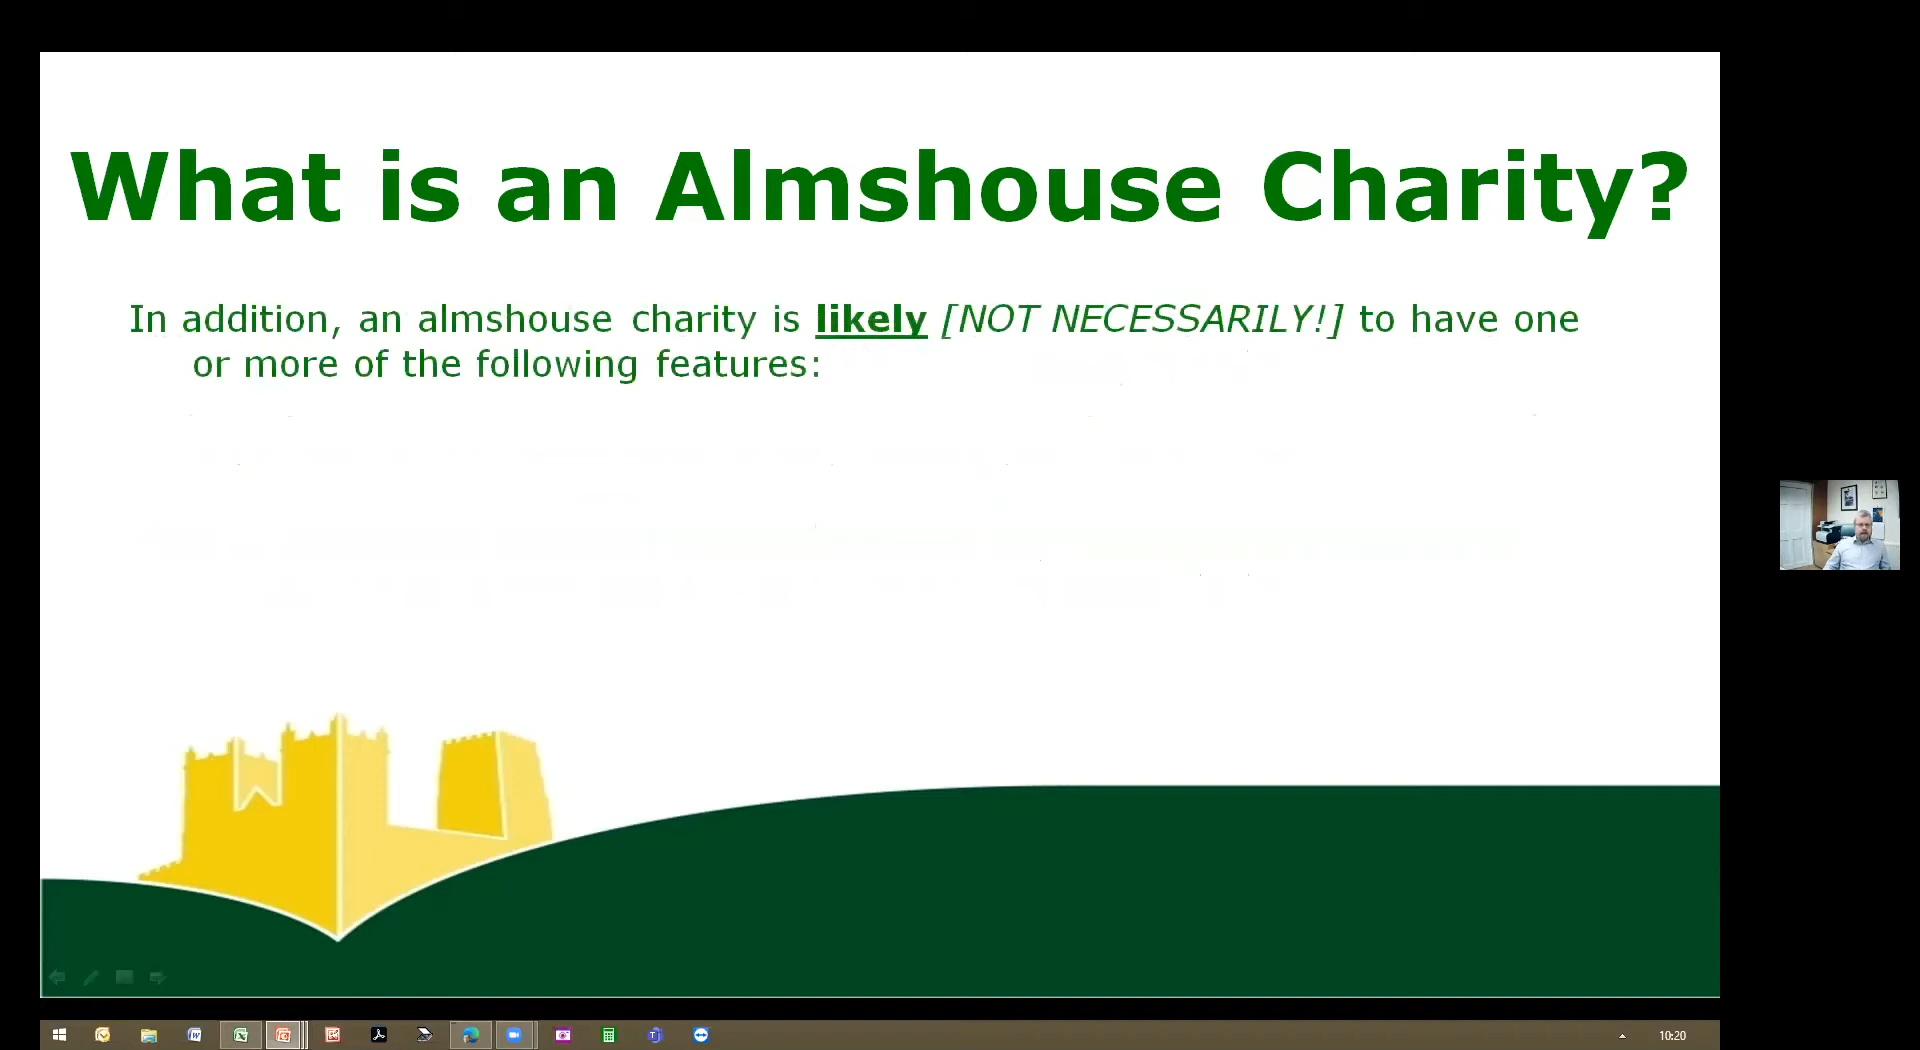 What is an Almshouse Charity?
In addition, an almshouse charity is likely [NOT NECESSARILY!] to have one
or more of the following features:
10:20